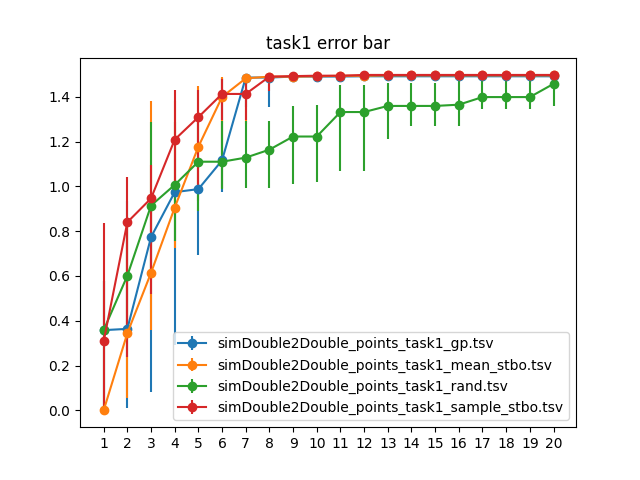 task1 error bar
1.4
1.2
1.0
0.8
0.6
0.4
0.2
0.0
simDouble2Double_points_task1_gp.tsv
simDouble2Double_points_task1_mean_stbo.tsv
simDouble2Double_points_task1_rand.tsv
simDouble2Double_points_task1_sample_stbo.tsv
1 2 3 4 5 6 7 8 9 10 11 12 13 14 15 16 17 18 19 20